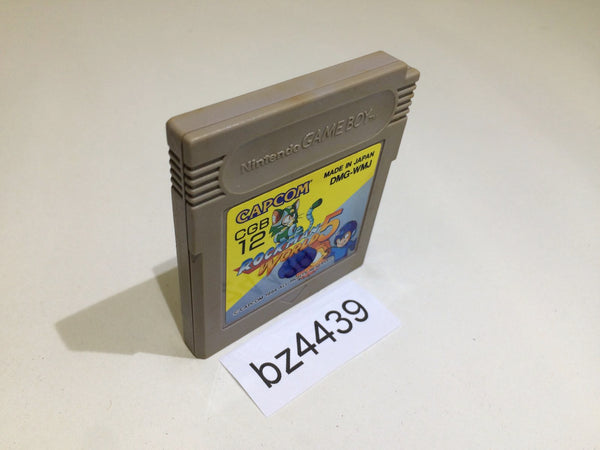 Nintendo GAME BOY
CAPCOM
MADE IN JAPAN
DMG-WMJ
CGB
12
ROCKMAN
WORLD 5
bz4439